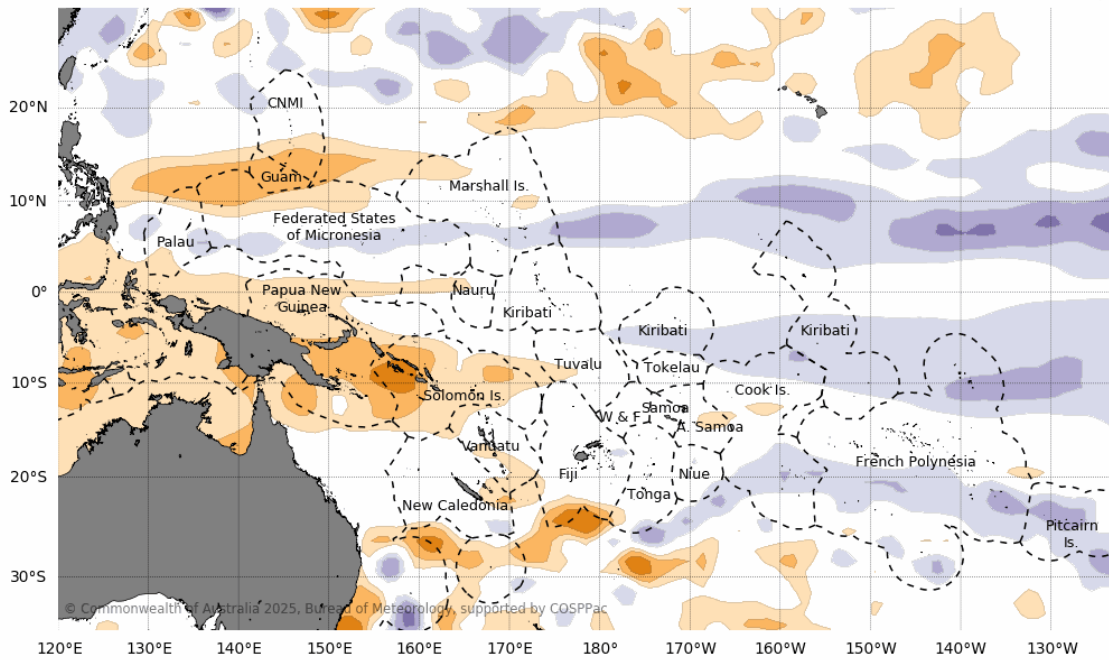 20°N
10°N
0°
10°S
20°S
30°S
CNMI
Guam
Marshall Is.
Federated States
of Micronesia
Palau
Papua New
Guinea
Nauru
Kiribati
Kiribati
Kiribati
Tuvalu
Tokelau
Solomon Is.
Cook Is.
W & F
Samoa
A. Samoa
Vanuatu
Fiji
Niue
French Polynesia
Tonga
New Caledonia
Pitcairn
Is.
© Commonwealth of Australia 2025, Bureau of Meteorology, supported by COSPPac
120°E 130°E 140°E 150°E 160°E 170°E 180° 170°W 160°W 150°W 140°W 130°W